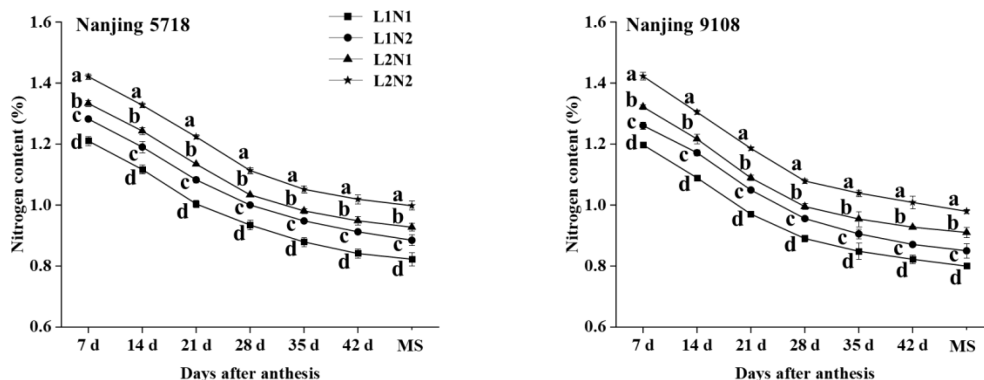 Nanjing 5718
L1N1
L1N2
L2N1
L2N2
Nitrogen content (%)
1.6
1.4
1.2
1.0
0.8
0.6
a a a a a a a
b b b b b b b
c c c c c c c
d d d d d d d
7 d 14 d 21 d 28 d 35 d 42 d MS
Days after anthesis
Nanjing 9108
Nitrogen content (%)
1.6
1.4
1.2
1.0
0.8
0.6
a a a a a a a
b b b b b b b
c c c c c c c
d d d d d d d
7 d 14 d 21 d 28 d 35 d 42 d MS
Days after anthesis